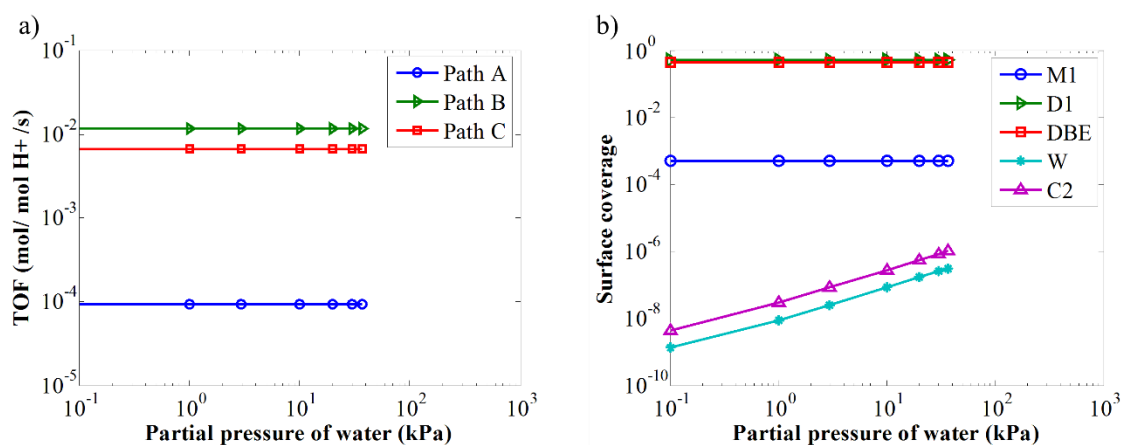 a)
TOF (mol/ mol H+ /s)
10^-1
10^-2
10^-3
10^-4
10^-5
Path A
Path B
Path C
10^-1 10^0 10^1 10^2 10^3
Partial pressure of water (kPa)
b)
Surface coverage
10^0
10^-2
10^-4
10^-6
10^-8
10^-10
M1
D1
DBE
W
C2
10^-1 10^0 10^1 10^2 10^3
Partial pressure of water (kPa)